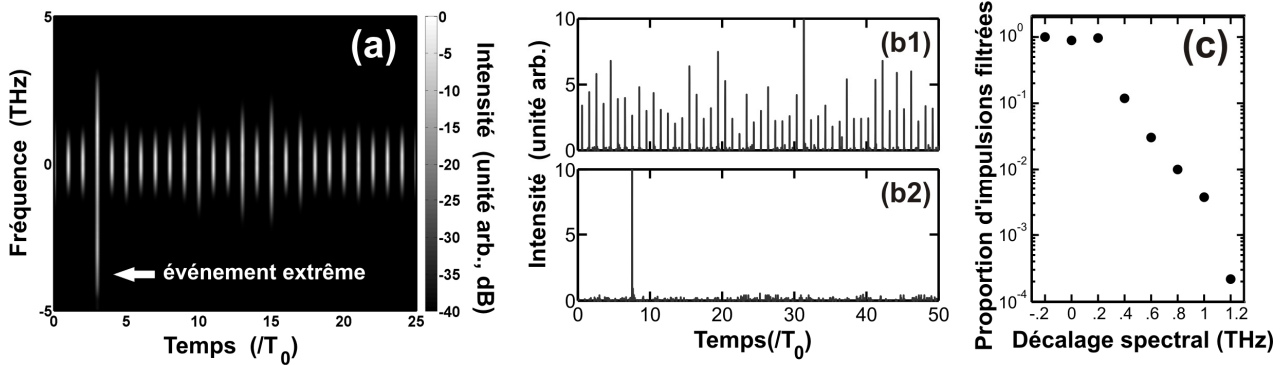 5
0
-5
Fréquence (THz)
(a)
événement extrême
0
5
10
15
20
25
Temps (/T0)
0
-5
-10
-15
-20
-25
-30
-35
-40
Intensité (unité arb., dB)
10
5
0
(b1)
10
5
0
(b2)
Intensité (unité arb.)
0 10 20 30 40 50
Temps(/T0)
Proportion d'impulsions filtrées
10^0
10^-1
10^-2
10^-3
10^-4
(c)
-.2 0 .2 .4 .6 .8 1 1.2
Décalage spectral (THz)